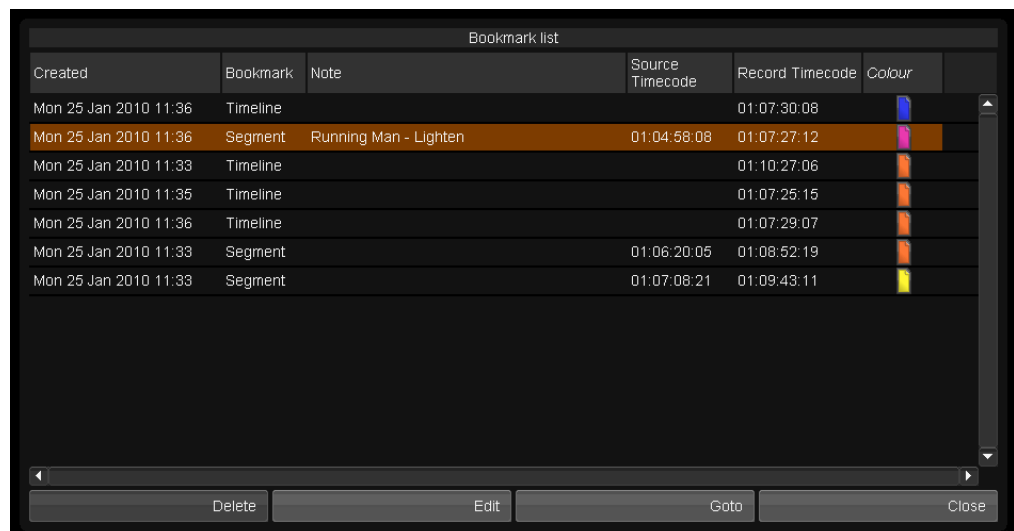 Bookmark list
Created Bookmark Note Source Timecode Record Timecode Colour
Mon 25 Jan 2010 11:36 Timeline 01:07:30:08
Mon 25 Jan 2010 11:36 Segment Running Man - Lighten 01:04:58:08 01:07:27:12
Mon 25 Jan 2010 11:33 Timeline 01:10:27:06
Mon 25 Jan 2010 11:35 Timeline 01:07:25:15
Mon 25 Jan 2010 11:36 Timeline 01:07:29:07
Mon 25 Jan 2010 11:33 Segment 01:06:20:05 01:08:52:19
Mon 25 Jan 2010 11:33 Segment 01:07:08:21 01:09:43:11
Delete Edit Goto Close